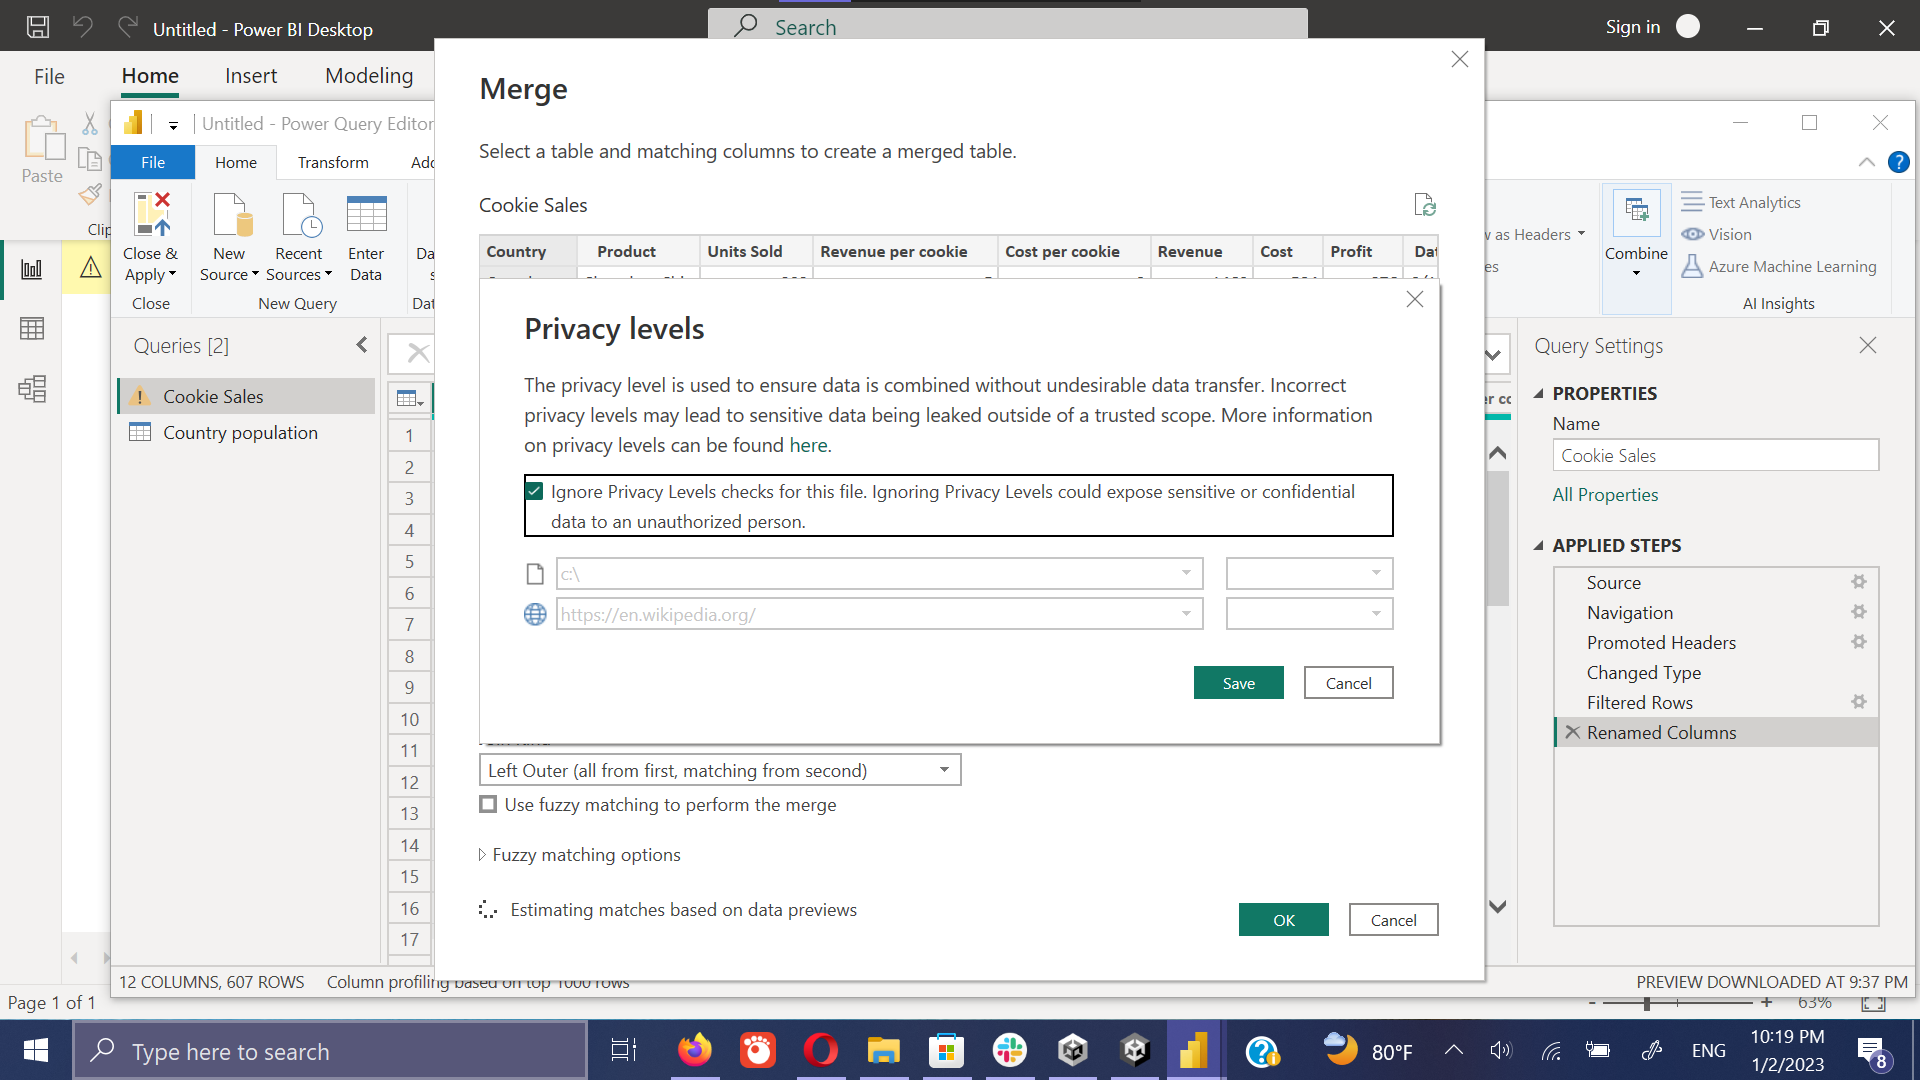 Untitled - Power BI Desktop
Search
Sign in
File
Home
Insert
Modeling
Paste
Clip
Untitled - Power Query Editor
File
Home
Transform
Add
Close &
Apply
New
Source
Recent
Sources
Enter
Data
Da
s
Close
New Query
Dat
Merge
Select a table and matching columns to create a merged table.
Cookie Sales
Country
Product
Units Sold
Revenue per cookie
Cost per cookie
Revenue
Cost
Profit
Dat
w as Headers
es
Combine
Text Analytics
Vision
Azure Machine Learning
AI Insights
Queries [2]
Cookie Sales
Country population
1
2
3
4
5
6
7
8
9
10
11
12
13
14
15
16
17
Privacy levels
The privacy level is used to ensure data is combined without undesirable data transfer. Incorrect
privacy levels may lead to sensitive data being leaked outside of a trusted scope. More information
on privacy levels can be found here.
Ignore Privacy Levels checks for this file. Ignoring Privacy Levels could expose sensitive or confidential
data to an unauthorized person.
c:\
https://en.wikipedia.org/
Save
Cancel
Left Outer (all from first, matching from second)
Use fuzzy matching to perform the merge
Fuzzy matching options
Estimating matches based on data previews
OK
Cancel
er co
Query Settings
PROPERTIES
Name
Cookie Sales
All Properties
APPLIED STEPS
Source
Navigation
Promoted Headers
Changed Type
Filtered Rows
Renamed Columns
12 COLUMNS, 607 ROWS
Column profiling based on top 1000 rows
PREVIEW DOWNLOADED AT 9:37 PM
Page 1 of 1
- +
63%
Type here to search
80°F
ENG
10:19 PM
1/2/2023
8